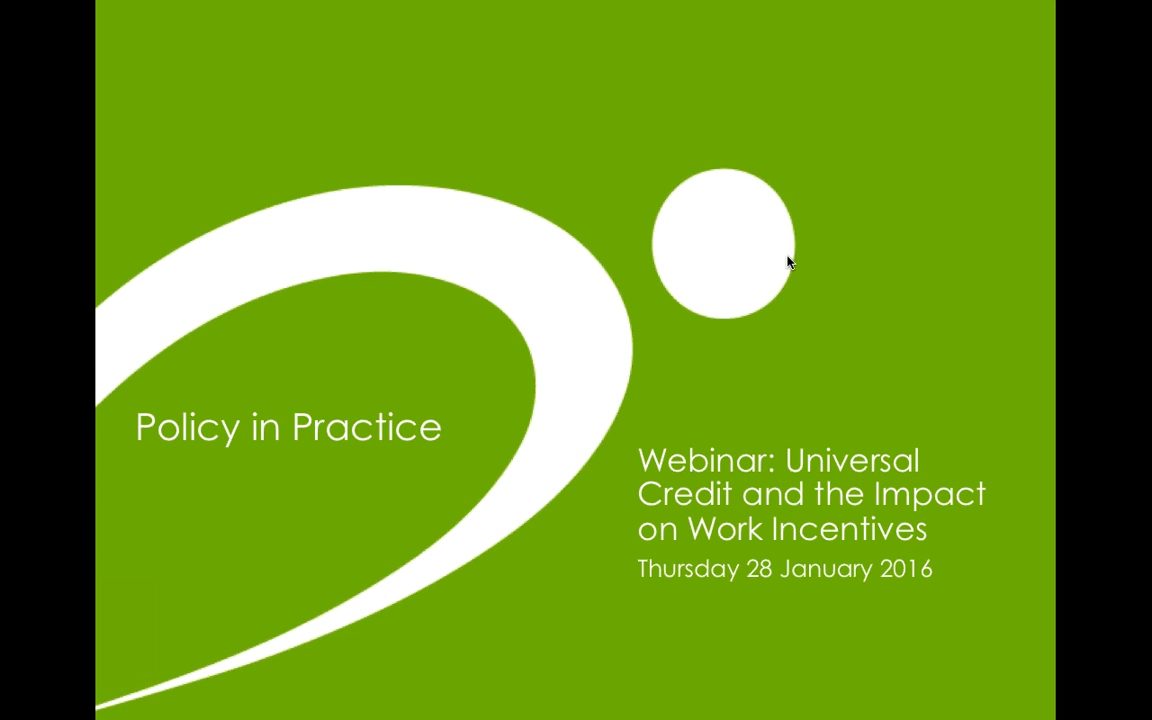 Policy in Practice
Webinar: Universal
Credit and the Impact
on Work Incentives
Thursday 28 January 2016